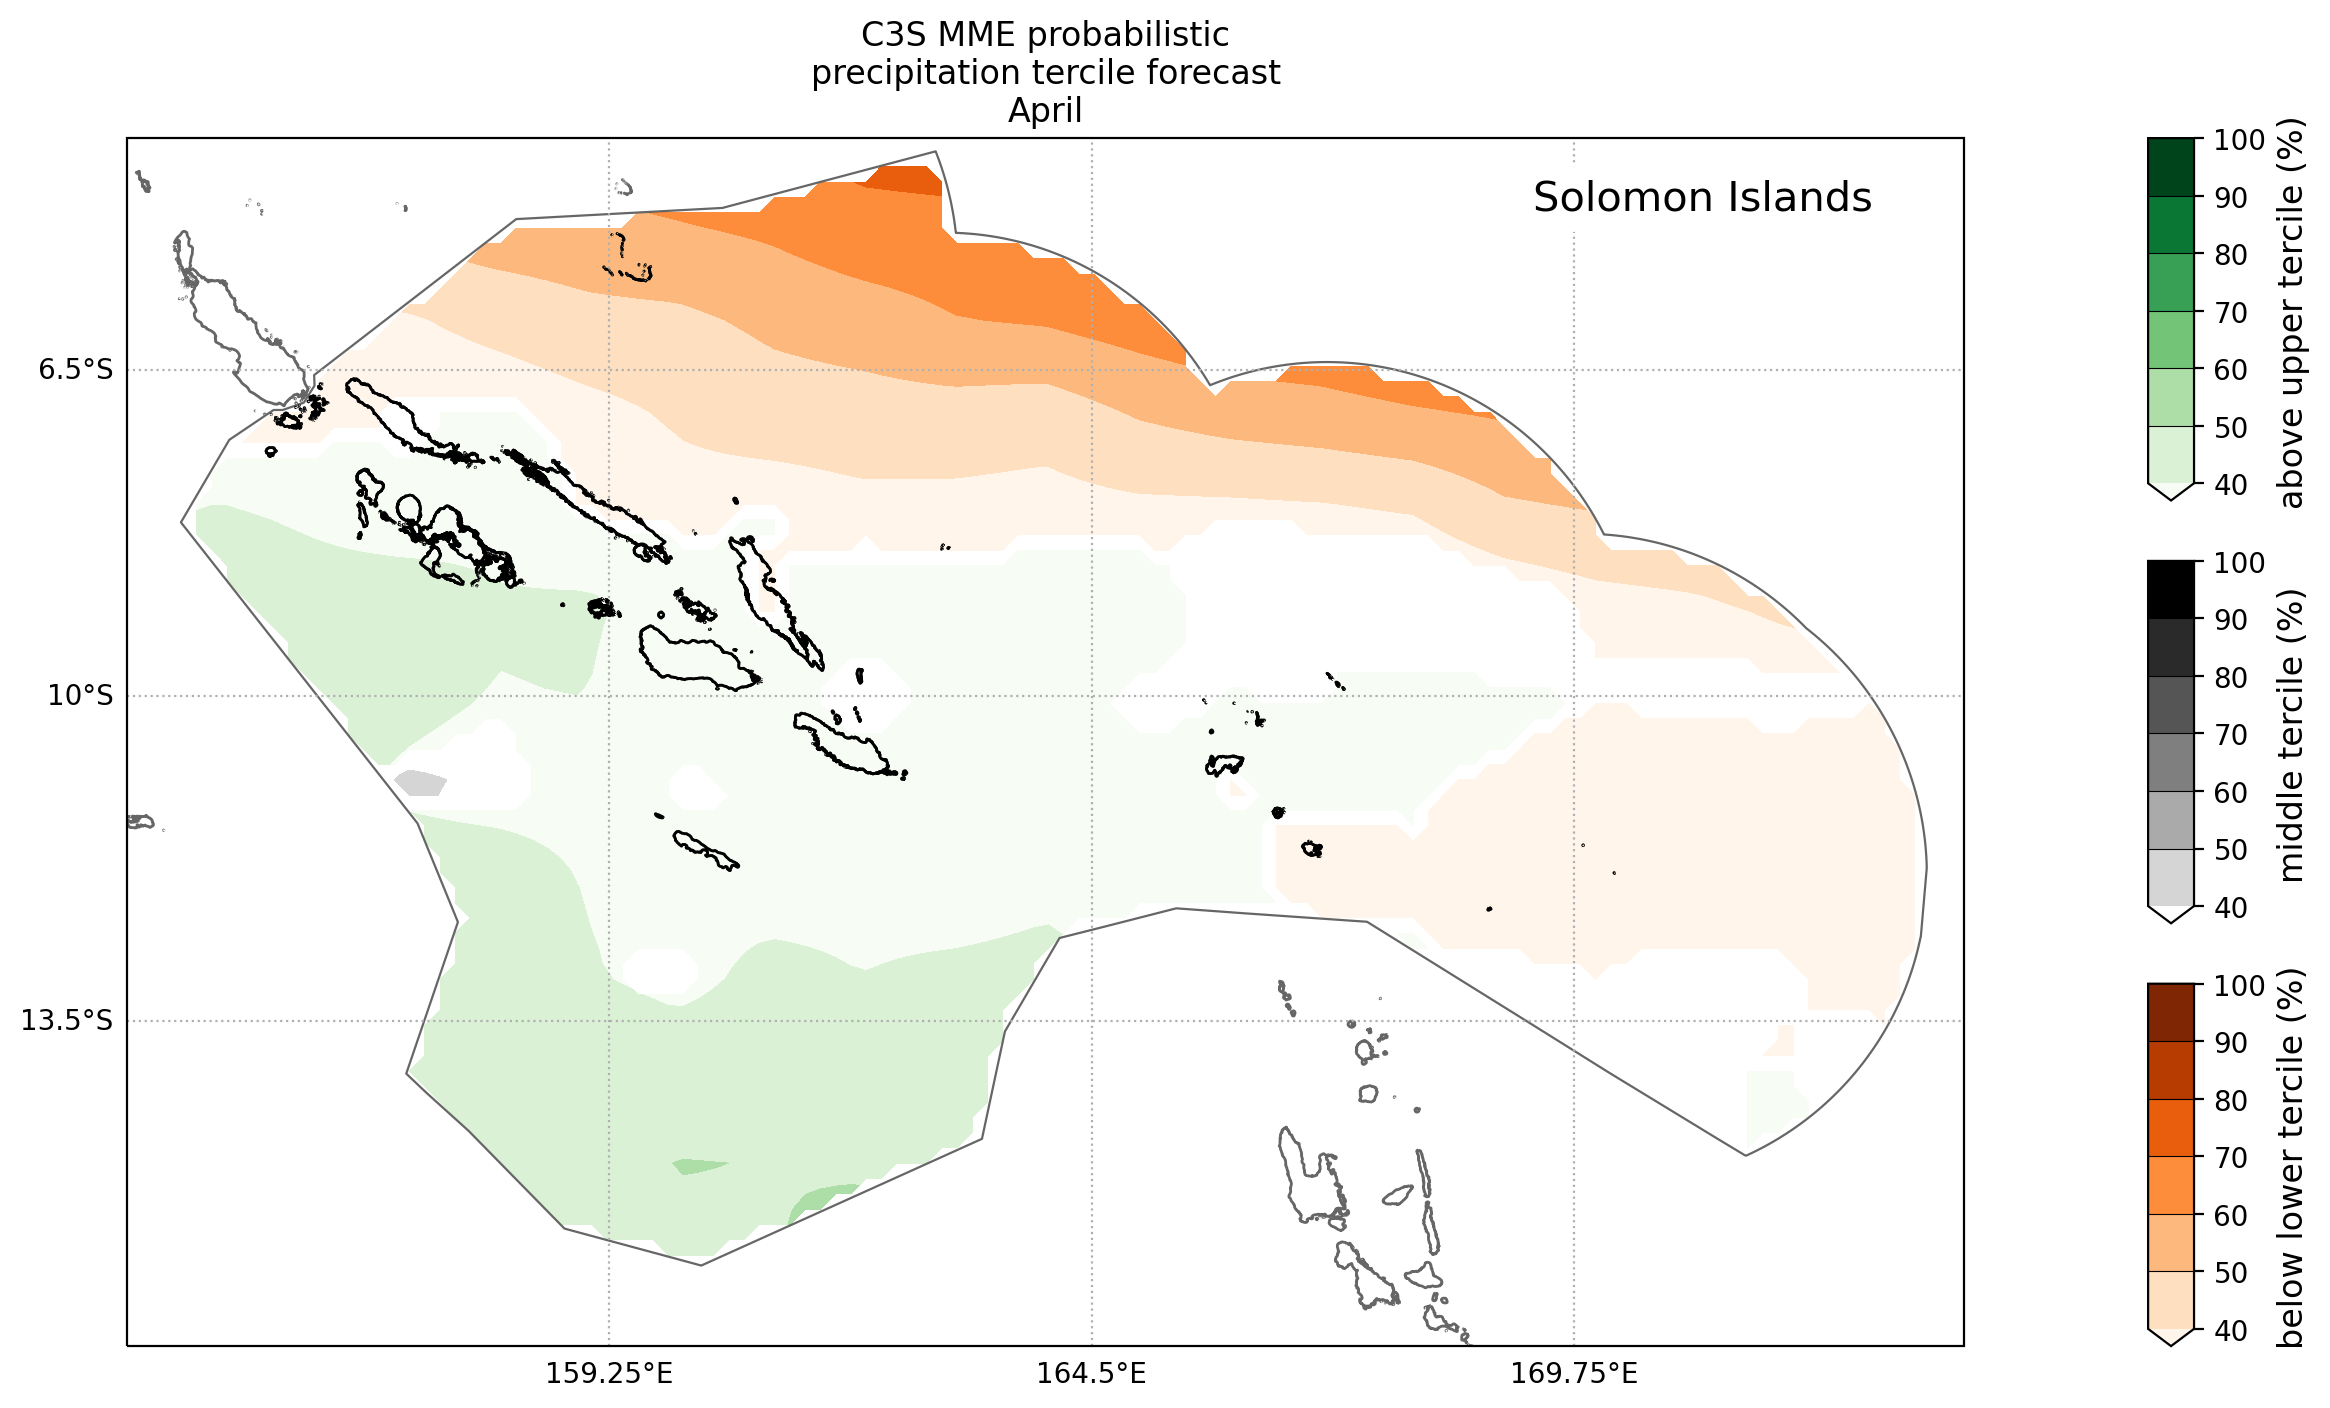 C3S MME probabilistic
precipitation tercile forecast
April
Solomon Islands
6.5°S
10°S
13.5°S
159.25°E
164.5°E
169.75°E
100
90
80
70
60
50
40
above upper tercile (%)
100
90
80
70
60
50
40
middle tercile (%)
100
90
80
70
60
50
40
below lower tercile (%)